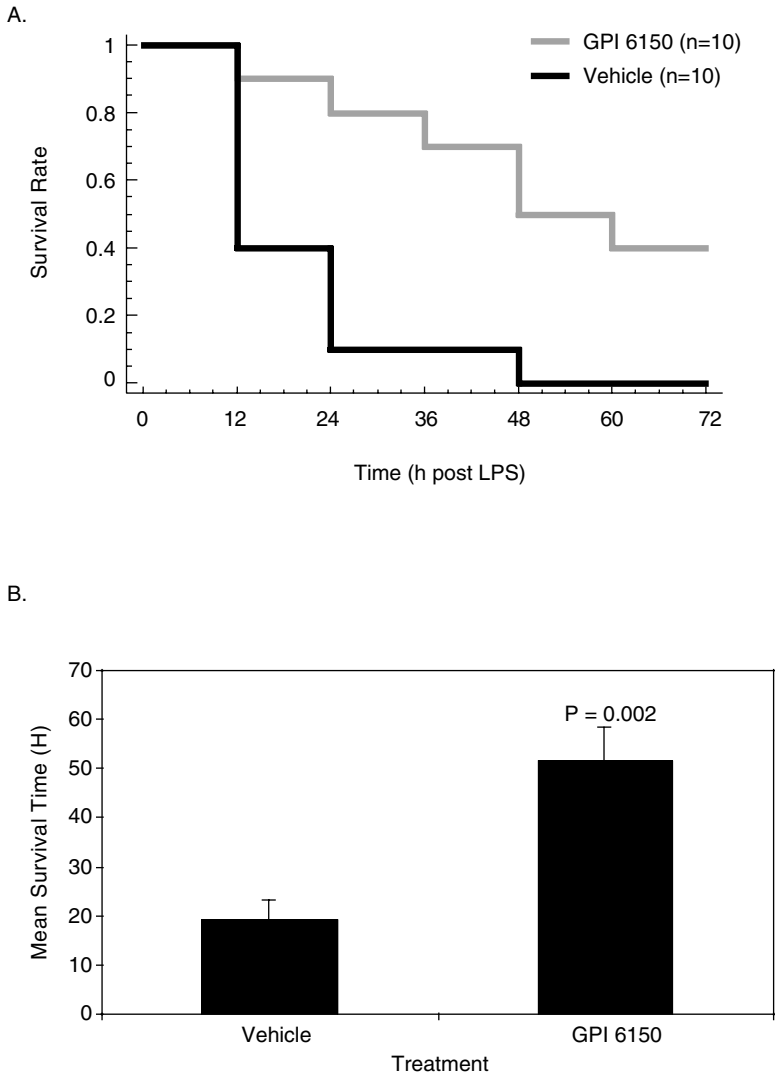 A.
GPI 6150 (n=10)
Vehicle (n=10)
1
0.8
0.6
0.4
0.2
0
Survival Rate
0 12 24 36 48 60 72
Time (h post LPS)
B.
70
60
50
40
30
20
10
0
Mean Survival Time (H)
P = 0.002
Vehicle GPI 6150
Treatment